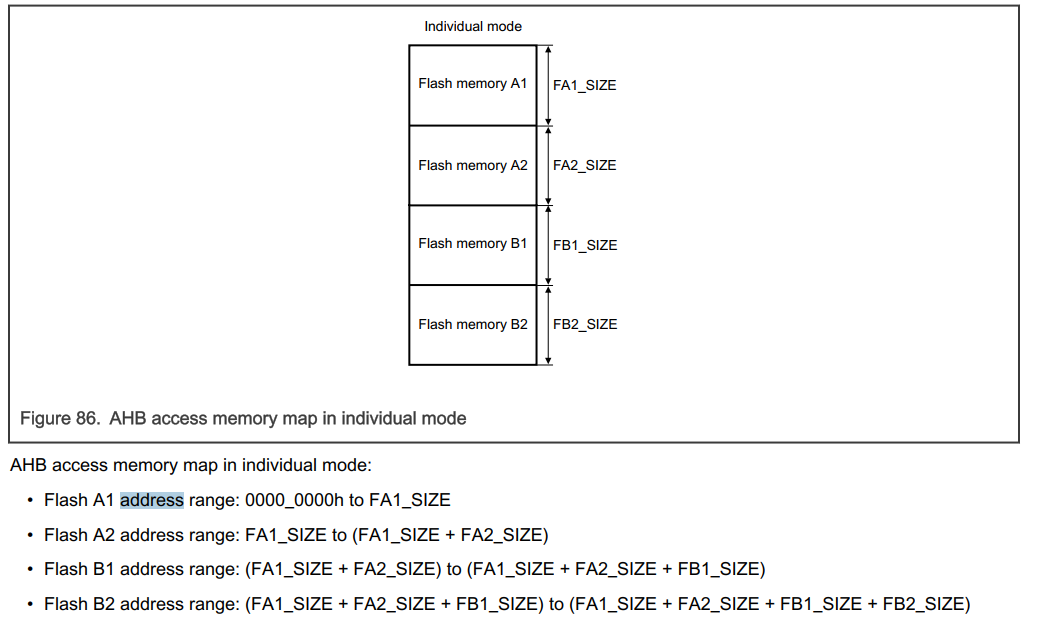 Individual mode
Flash memory A1
FA1_SIZE
Flash memory A2
FA2_SIZE
Flash memory B1
FB1_SIZE
Flash memory B2
FB2_SIZE
Figure 86. AHB access memory map in individual mode
AHB access memory map in individual mode:
• Flash A1 address range: 0000_0000h to FA1_SIZE
• Flash A2 address range: FA1_SIZE to (FA1_SIZE + FA2_SIZE)
• Flash B1 address range: (FA1_SIZE + FA2_SIZE) to (FA1_SIZE + FA2_SIZE + FB1_SIZE)
• Flash B2 address range: (FA1_SIZE + FA2_SIZE + FB1_SIZE) to (FA1_SIZE + FA2_SIZE + FB1_SIZE + FB2_SIZE)